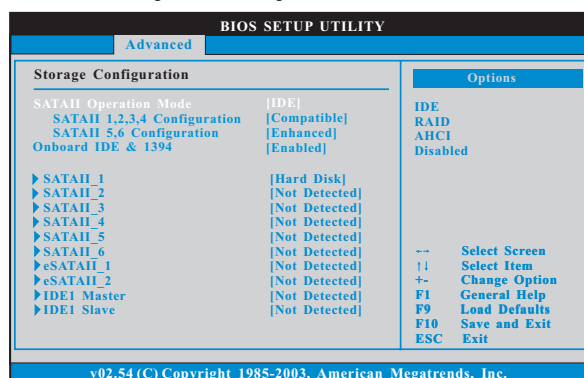 BIOS SETUP UTILITY
Advanced
Storage Configuration
SATAII Operation Mode [IDE]
SATAII 1,2,3,4 Configuration [Compatible]
SATAII 5,6 Configuration [Enhanced]
Onboard IDE & 1394 [Enabled]
SATAII_1 [Hard Disk]
SATAII_2 [Not Detected]
SATAII_3 [Not Detected]
SATAII_4 [Not Detected]
SATAII_5 [Not Detected]
SATAII_6 [Not Detected]
eSATAII_1 [Not Detected]
eSATAII_2 [Not Detected]
IDE1 Master [Not Detected]
IDE1 Slave [Not Detected]
Options
IDE
RAID
AHCI
Disabled
←→ Select Screen
↑↓ Select Item
+- Change Option
F1 General Help
F9 Load Defaults
F10 Save and Exit
ESC Exit
v02.54 (C) Copyright 1985-2003, American Megatrends, Inc.